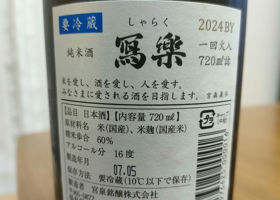 要冷蔵
しゃらく
2024BY
純米酒
寫樂
一回火入
720㎖詰
米を愛し、酒を愛し、人を愛す。
みなさまに愛される酒を目指します。
宮森義弘
品目 日本酒 【内容量 720㎖】
原材料 米(国産)、米麹(国産米)
精米歩合 60%
アルコール分 16度
製造年月 07.05
保存方法 要冷蔵(10℃以下で保存)
宮泉銘醸株式会社